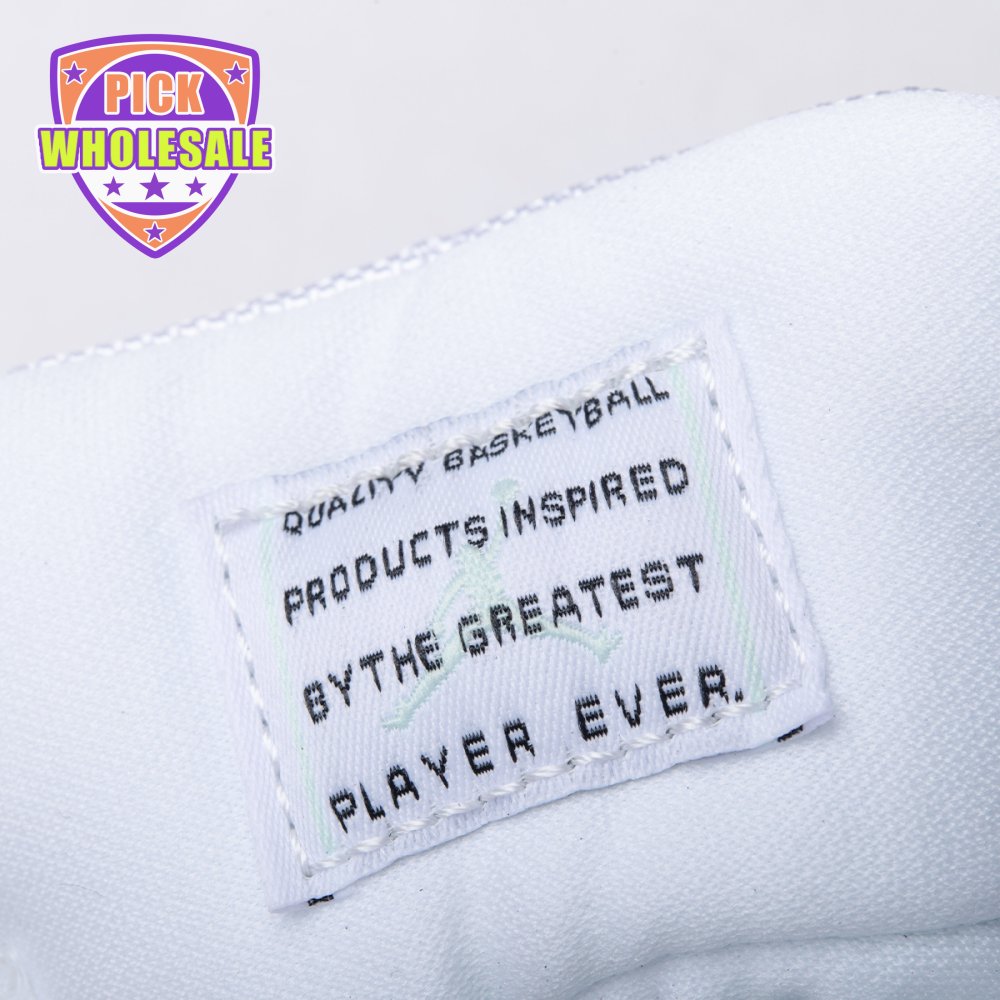 PICK
WHOLESALE
QUALITY BASKETBALL
PRODUCTS INSPIRED
BY THE GREATEST
PLAYER EVER.